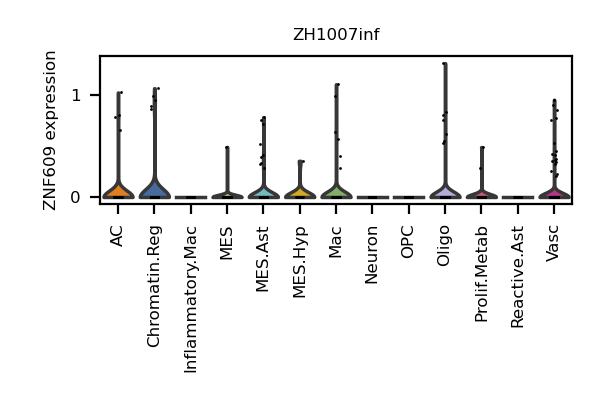 ZH1007inf
ZNF609 expression
1
0
AC
Chromatin.Reg
Inflammatory.Mac
MES
MES.Ast
MES.Hyp
Mac
Neuron
OPC
Oligo
Prolif.Metab
Reactive.Ast
Vasc